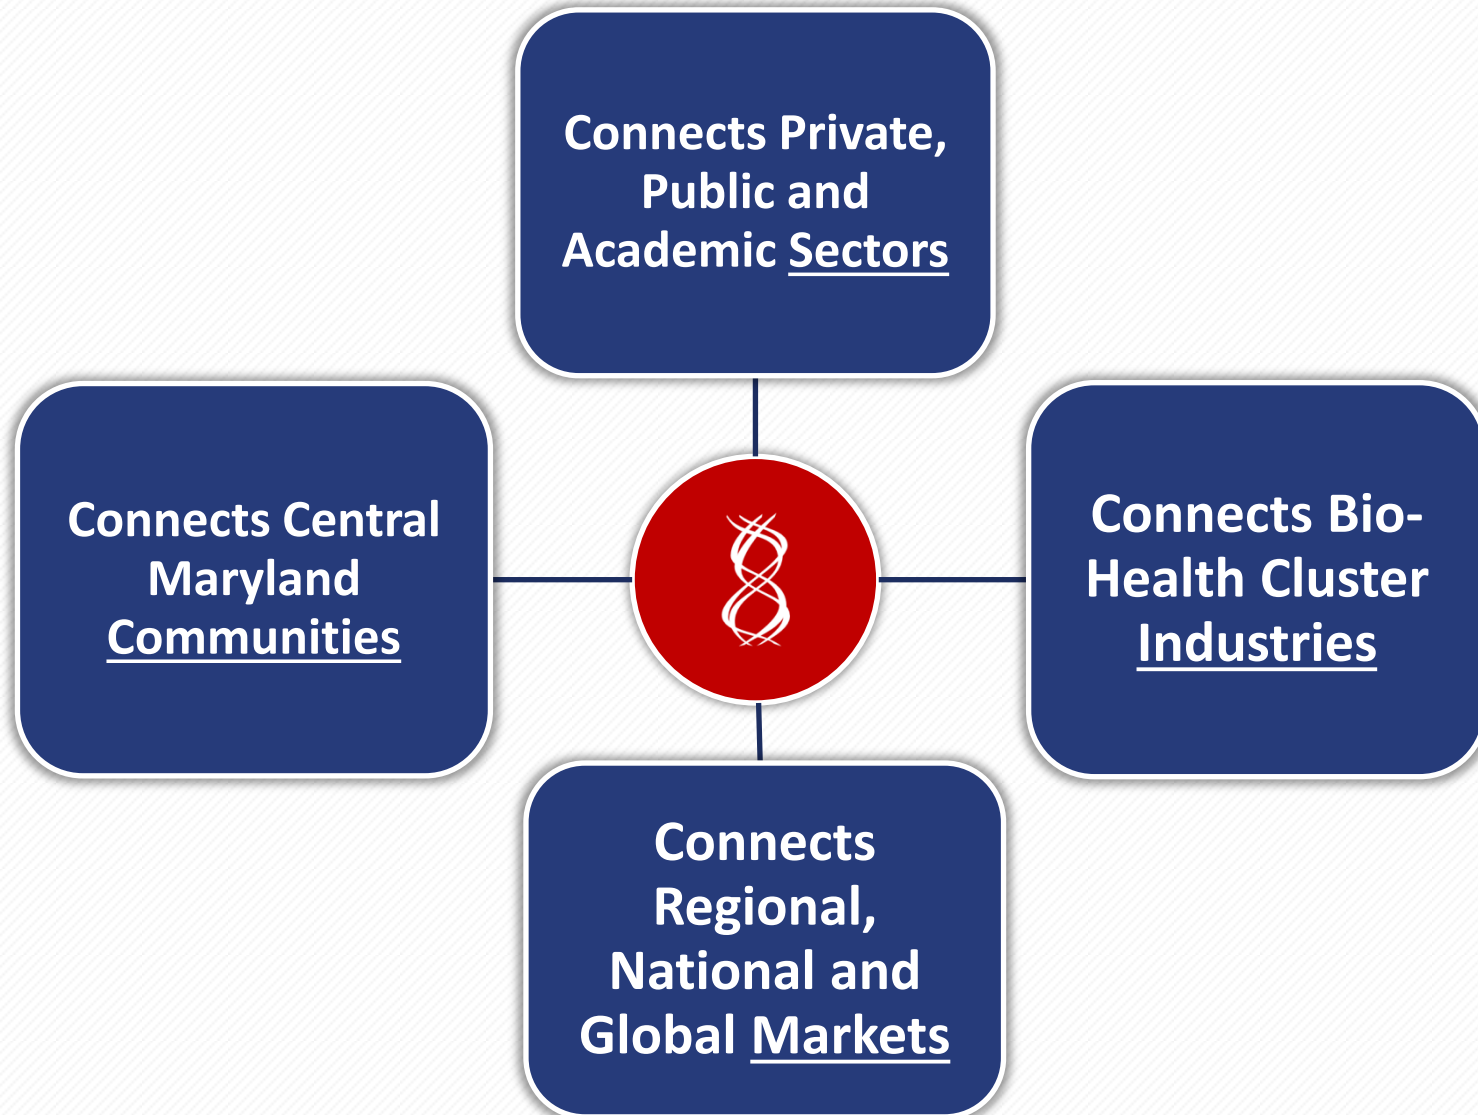 Connects Private,
Public and
Academic Sectors
Connects Central
Maryland
Communities
Connects Bio-
Health Cluster
Industries
Connects
Regional,
National and
Global Markets